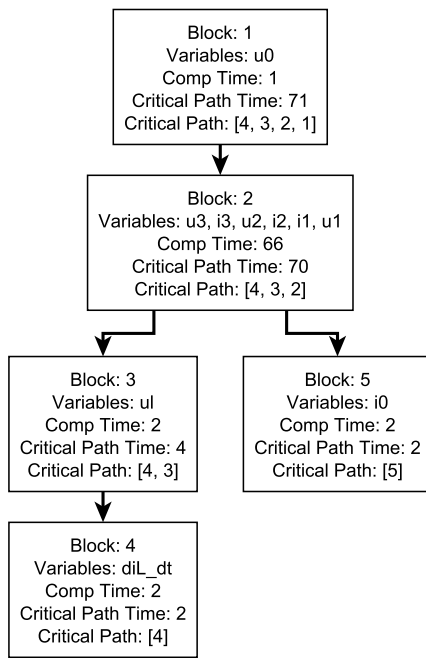 Block: 1
Variables: u0
Comp Time: 1
Critical Path Time: 71
Critical Path: [4, 3, 2, 1]
Block: 2
Variables: u3, i3, u2, i2, i1, u1
Comp Time: 66
Critical Path Time: 70
Critical Path: [4, 3, 2]
Block: 3
Variables: ul
Comp Time: 2
Critical Path Time: 4
Critical Path: [4, 3]
Block: 5
Variables: i0
Comp Time: 2
Critical Path Time: 2
Critical Path: [5]
Block: 4
Variables: diL_dt
Comp Time: 2
Critical Path Time: 2
Critical Path: [4]